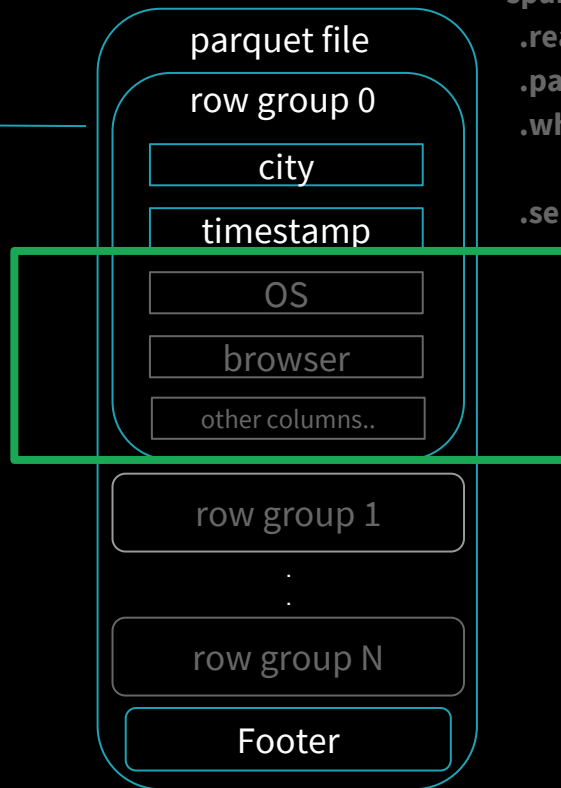 parquet file
row group 0
city
timestamp
OS
browser
other columns..
row group 1
.
.
row group N
Footer